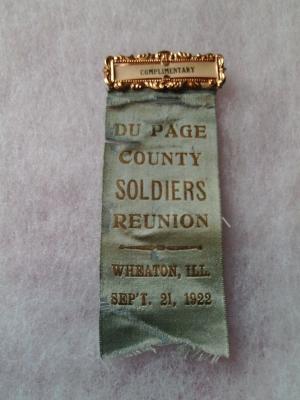 COMPLIMENTARY
DU PAGE
COUNTY
SOLDIERS
REUNION
WHEATON, ILL.
SEP'T. 21, 1922